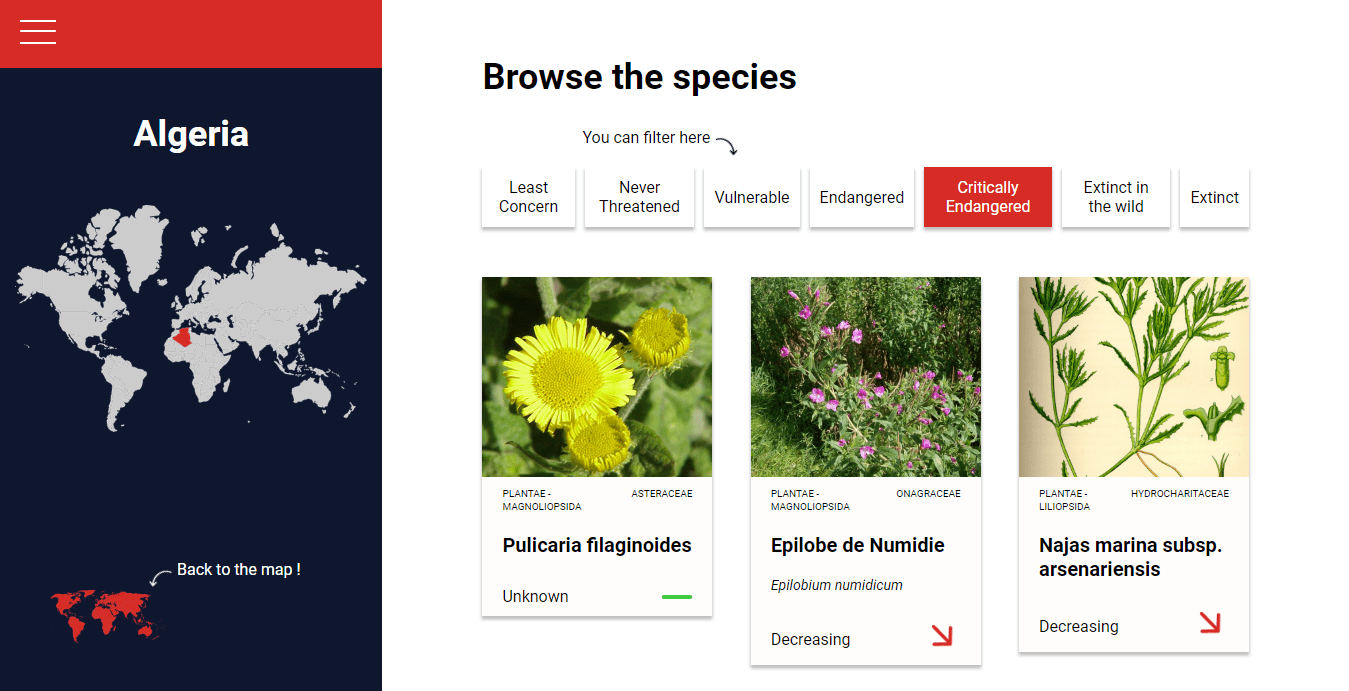 Algeria
Back to the map !
Browse the species
You can filter here
Least
Concern
Never
Threatened
Vulnerable
Endangered
Critically
Endangered
Extinct in
the wild
Extinct
PLANTAE -
MAGNOLIOPSIDA
ASTERACEAE
Pulicaria filaginoides
Unknown
PLANTAE -
MAGNOLIOPSIDA
ONAGRACEAE
Epilobe de Numidie
Epilobium numidicum
Decreasing
PLANTAE -
LILIOPSIDA
HYDROCHARITACEAE
Najas marina subsp.
arsenariensis
Decreasing